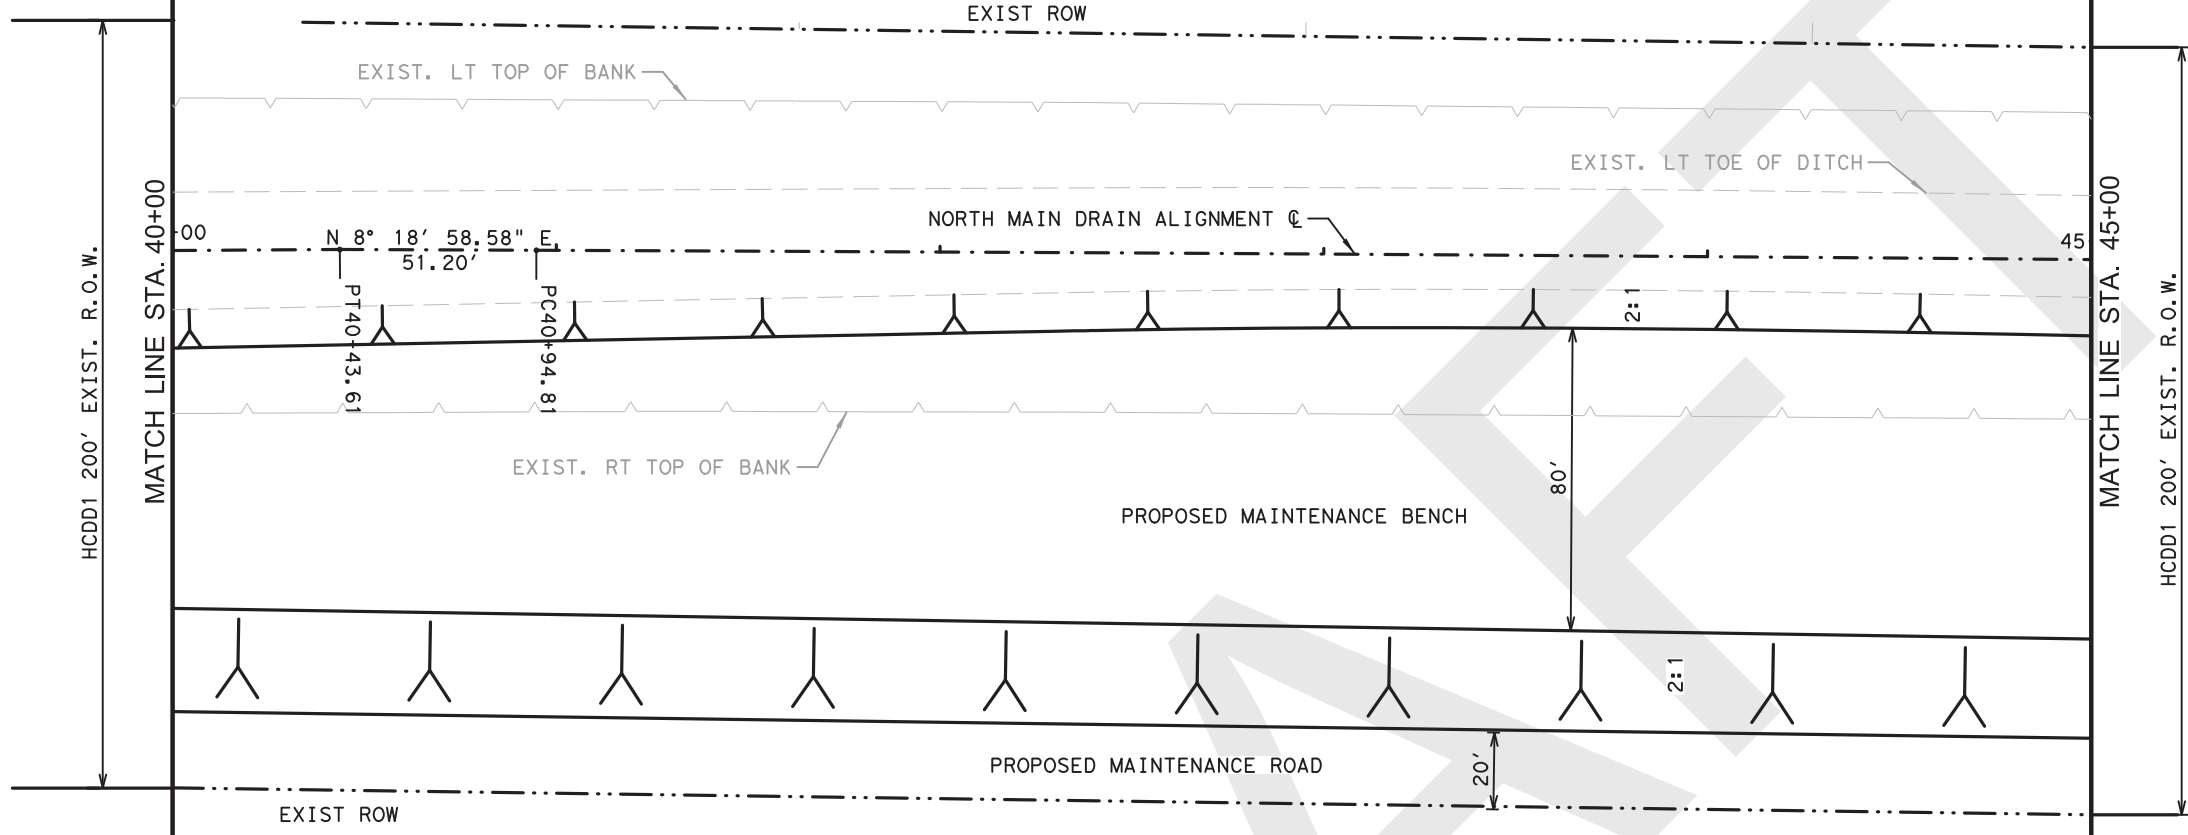 EXIST ROW
EXIST. LT TOP OF BANK
EXIST. LT TOE OF DITCH
NORTH MAIN DRAIN ALIGNMENT ℄
+00
N 8° 18' 58.58" E
51.20'
45
PT40+43.61
PC40+94.81
2:1
MATCH LINE STA. 40+00
MATCH LINE STA. 45+00
HCDD1 200' EXIST. R.O.W.
HCDD1 200' EXIST. R.O.W.
EXIST. RT TOP OF BANK
80'
PROPOSED MAINTENANCE BENCH
2:1
PROPOSED MAINTENANCE ROAD
20'
EXIST ROW